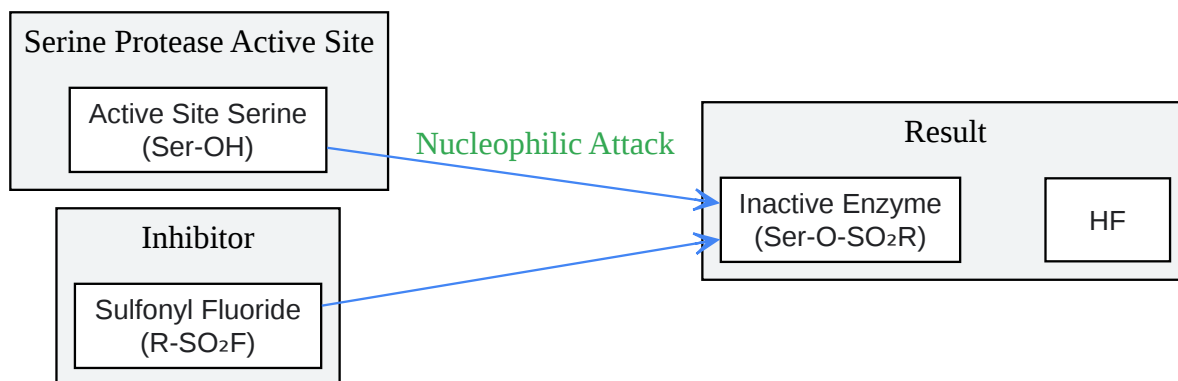 Serine Protease Active Site
Active Site Serine
(Ser-OH)
Nucleophilic Attack
Inhibitor
Sulfonyl Fluoride
(R-SO₂F)
Result
Inactive Enzyme
(Ser-O-SO₂R)
HF